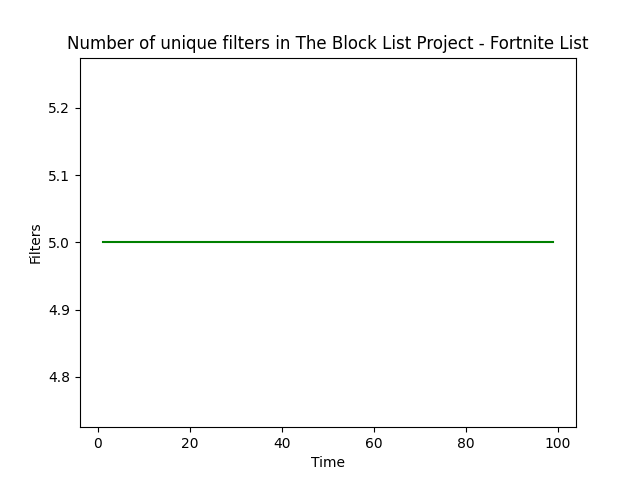 Number of unique filters in The Block List Project - Fortnite List
5.2
5.1
5.0
4.9
4.8
Filters
0 20 40 60 80 100
Time